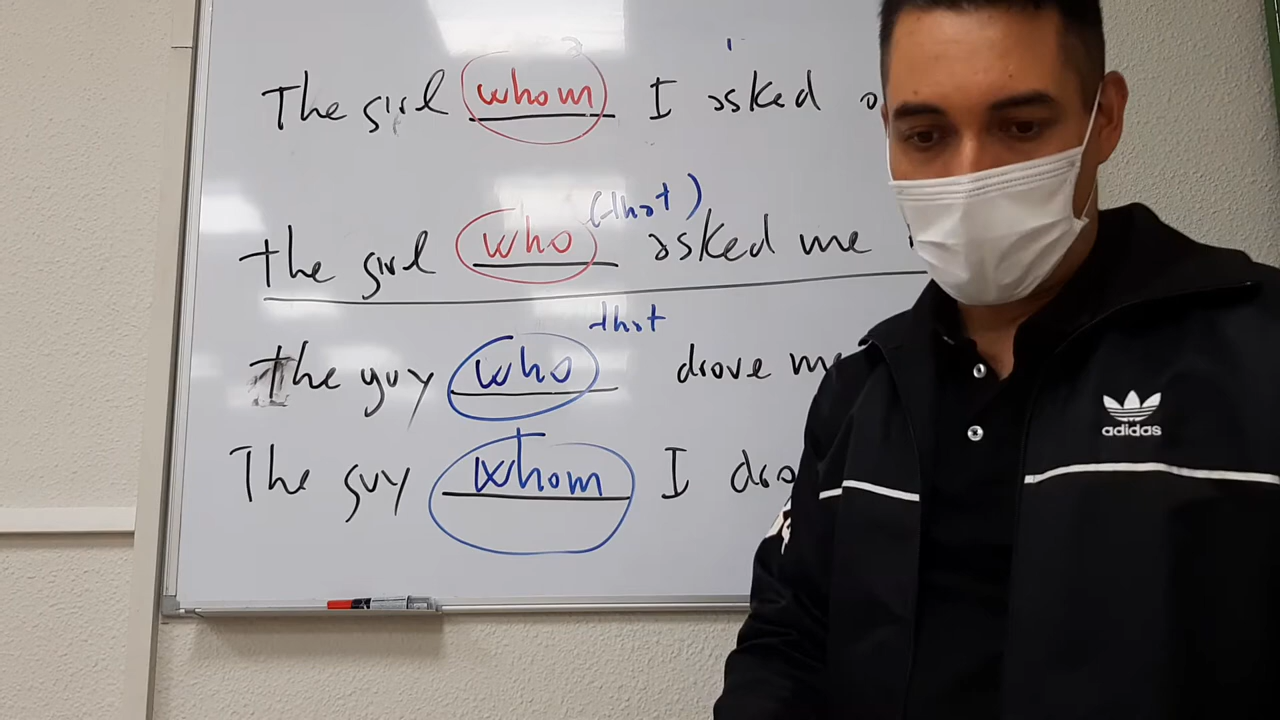 The girl whom I asked
(that)
the girl who asked me
that
The guy who drove me
The guy whom I
adidas